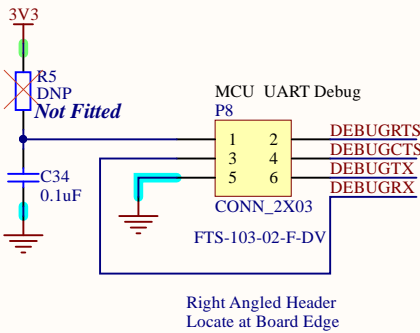 3V3
R5
DNP
Not Fitted
MCU UART Debug
P8
1 2 DEBUGRTS
3 4 DEBUGCTS
5 6 DEBUGTX
DEBUGRX
C34
0.1uF
CONN_2X03
FTS-103-02-F-DV
Right Angled Header
Locate at Board Edge